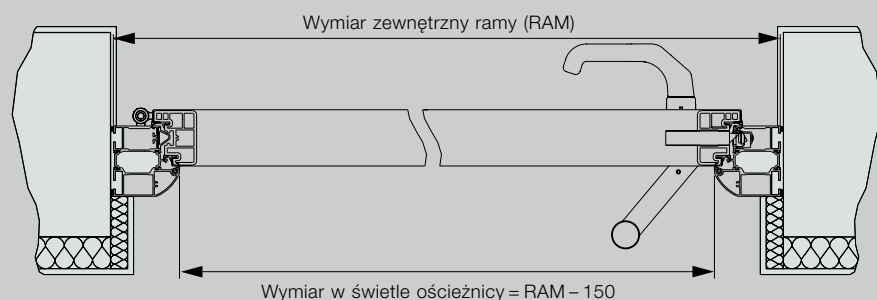 Wymiar zewnętrzny ramy (RAM)
Wymiar w świetle ościeżnicy = RAM – 150